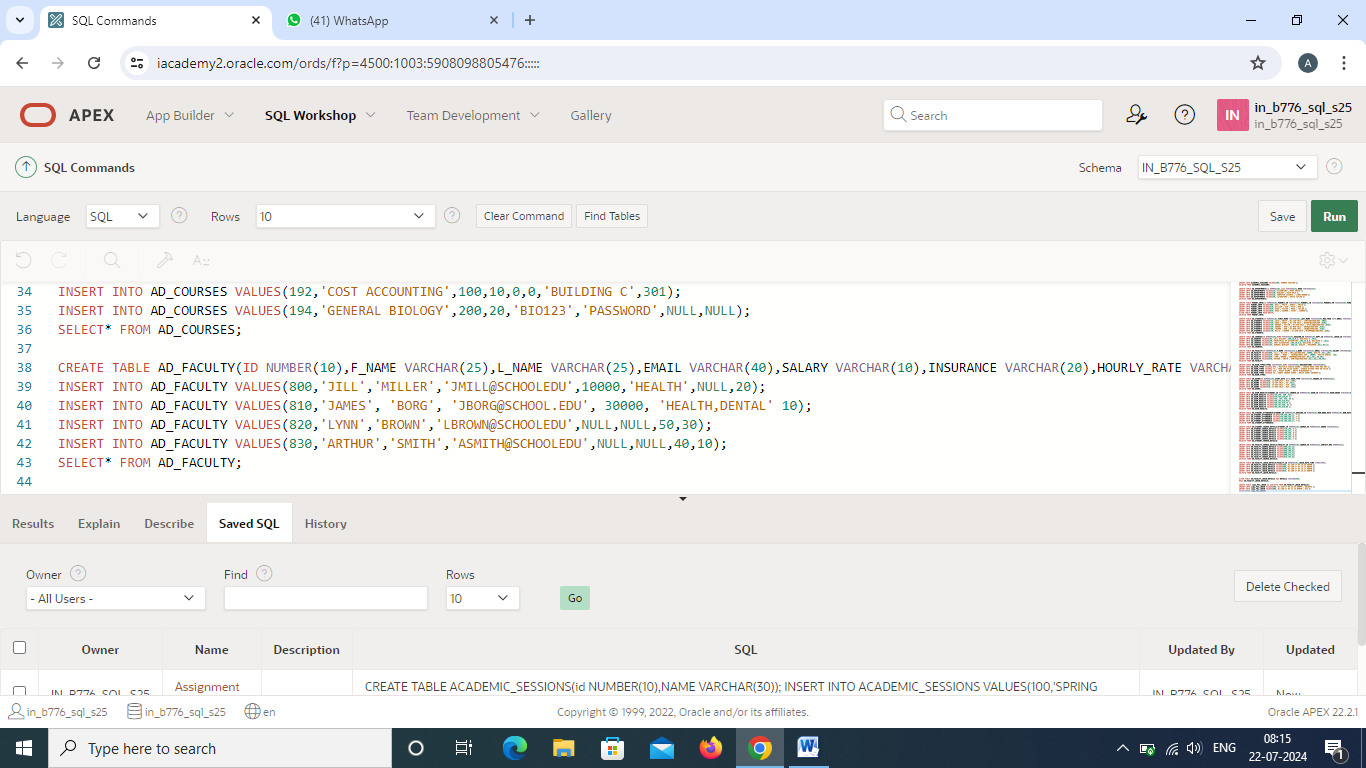 SQL Commands
(41) WhatsApp
iacademy2.oracle.com/ords/f?p=4500:1003:5908098805476:::::
A
APEX
App Builder
SQL Workshop
Team Development
Gallery
Search
IN
in_b776_sql_s25
in_b776_sql_s25
SQL Commands
Schema
IN_B776_SQL_S25
Language
SQL
Rows
10
Clear Command
Find Tables
Save
Run
34 INSERT INTO AD_COURSES VALUES(192,'COST ACCOUNTING',100,10,0,0,'BUILDING C',301);
35 INSERT INTO AD_COURSES VALUES(194,'GENERAL BIOLOGY',200,20,'BIO123','PASSWORD',NULL,NULL);
36 SELECT* FROM AD_COURSES;
37
38 CREATE TABLE AD_FACULTY(ID NUMBER(10),F_NAME VARCHAR(25),L_NAME VARCHAR(25),EMAIL VARCHAR(40),SALARY VARCHAR(10),INSURANCE VARCHAR(20),HOURLY_RATE VARCHA
39 INSERT INTO AD_FACULTY VALUES(800,'JILL','MILLER','JMILL@SCHOOLEDU',10000,'HEALTH',NULL,20);
40 INSERT INTO AD_FACULTY VALUES(810,'JAMES', 'BORG', 'JBORG@SCHOOL.EDU', 30000, 'HEALTH,DENTAL' 10);
41 INSERT INTO AD_FACULTY VALUES(820,'LYNN','BROWN','LBROWN@SCHOOLEDU',NULL,NULL,50,30);
42 INSERT INTO AD_FACULTY VALUES(830,'ARTHUR','SMITH','ASMITH@SCHOOLEDU',NULL,NULL,40,10);
43 SELECT* FROM AD_FACULTY;
44
Results
Explain
Describe
Saved SQL
History
Owner
Find
Rows
- All Users -
10
Go
Delete Checked
Owner
Name
Description
SQL
Updated By
Updated
IN_B776_SQL_S25
Assignment
CREATE TABLE ACADEMIC_SESSIONS(id NUMBER(10),NAME VARCHAR(30)); INSERT INTO ACADEMIC_SESSIONS VALUES(100,'SPRING
IN_B776_SQL_S25
Now
in_b776_sql_s25
in_b776_sql_s25
en
Copyright © 1999, 2022, Oracle and/or its affiliates.
Oracle APEX 22.2.1
Type here to search
ENG
08:15
22-07-2024
1